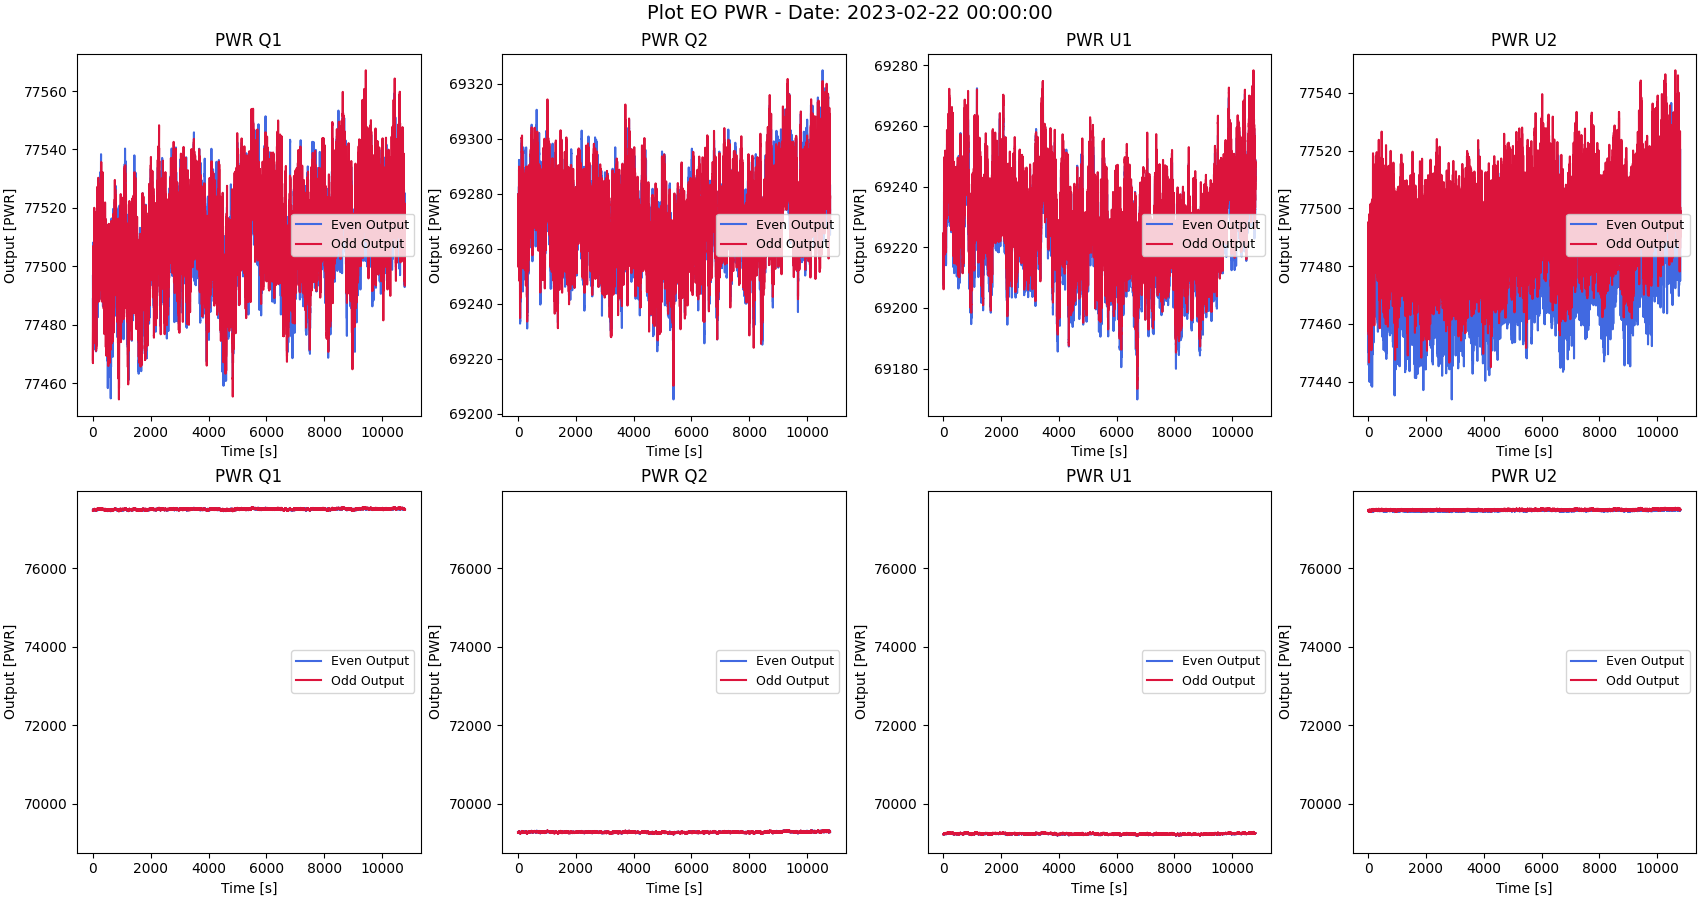 Plot EO PWR - Date: 2023-02-22 00:00:00
PWR Q1
Output [PWR]
77560
77540
77520
77500
77480
77460
Even Output
Odd Output
0 2000 4000 6000 8000 10000
Time [s]
PWR Q2
Output [PWR]
69320
69300
69280
69260
69240
69220
69200
Even Output
Odd Output
0 2000 4000 6000 8000 10000
Time [s]
PWR U1
Output [PWR]
69280
69260
69240
69220
69200
69180
Even Output
Odd Output
0 2000 4000 6000 8000 10000
Time [s]
PWR U2
Output [PWR]
77540
77520
77500
77480
77460
77440
Even Output
Odd Output
0 2000 4000 6000 8000 10000
Time [s]
PWR Q1
Output [PWR]
76000
74000
72000
70000
Even Output
Odd Output
0 2000 4000 6000 8000 10000
Time [s]
PWR Q2
Output [PWR]
76000
74000
72000
70000
Even Output
Odd Output
0 2000 4000 6000 8000 10000
Time [s]
PWR U1
Output [PWR]
76000
74000
72000
70000
Even Output
Odd Output
0 2000 4000 6000 8000 10000
Time [s]
PWR U2
Output [PWR]
76000
74000
72000
70000
Even Output
Odd Output
0 2000 4000 6000 8000 10000
Time [s]